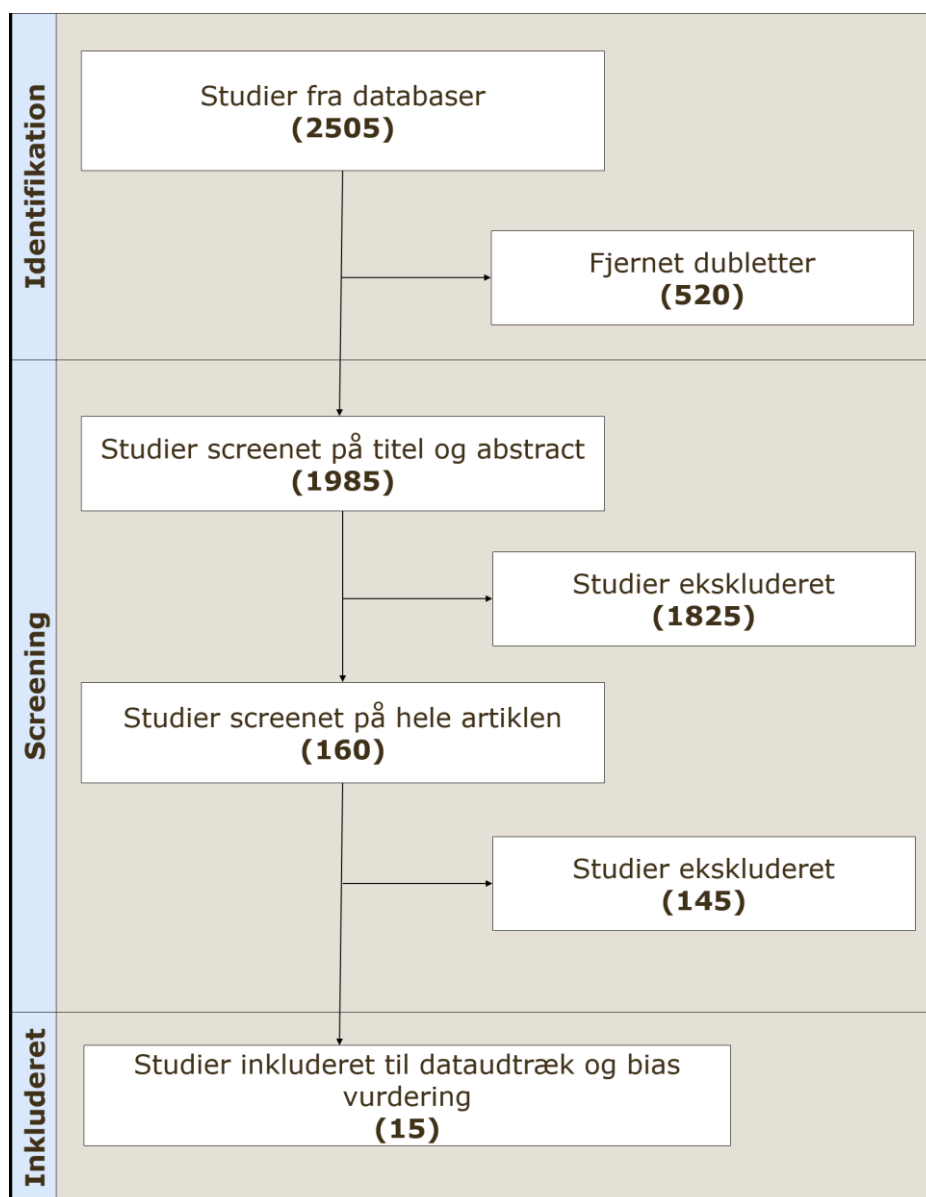 Identifikation
Studier fra databaser
(2505)
Fjernet dubletter
(520)
Screening
Studier screenet på titel og abstract
(1985)
Studier ekskluderet
(1825)
Studier screenet på hele artiklen
(160)
Studier ekskluderet
(145)
Inkluderet
Studier inkluderet til dataudtræk og bias
vurdering
(15)